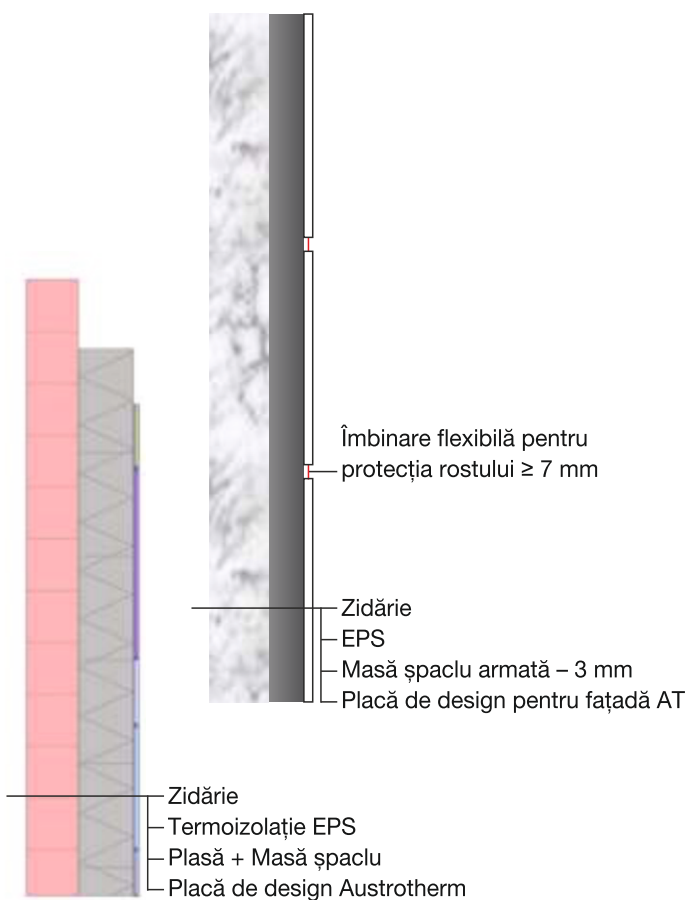 Îmbinare flexibilă pentru
protecția rostului ≥ 7 mm
Zidărie
EPS
Masă șpaclu armată – 3 mm
Placă de design pentru fațadă AT
Zidărie
Termoizolație EPS
Plasă + Masă șpaclu
Placă de design Austrotherm